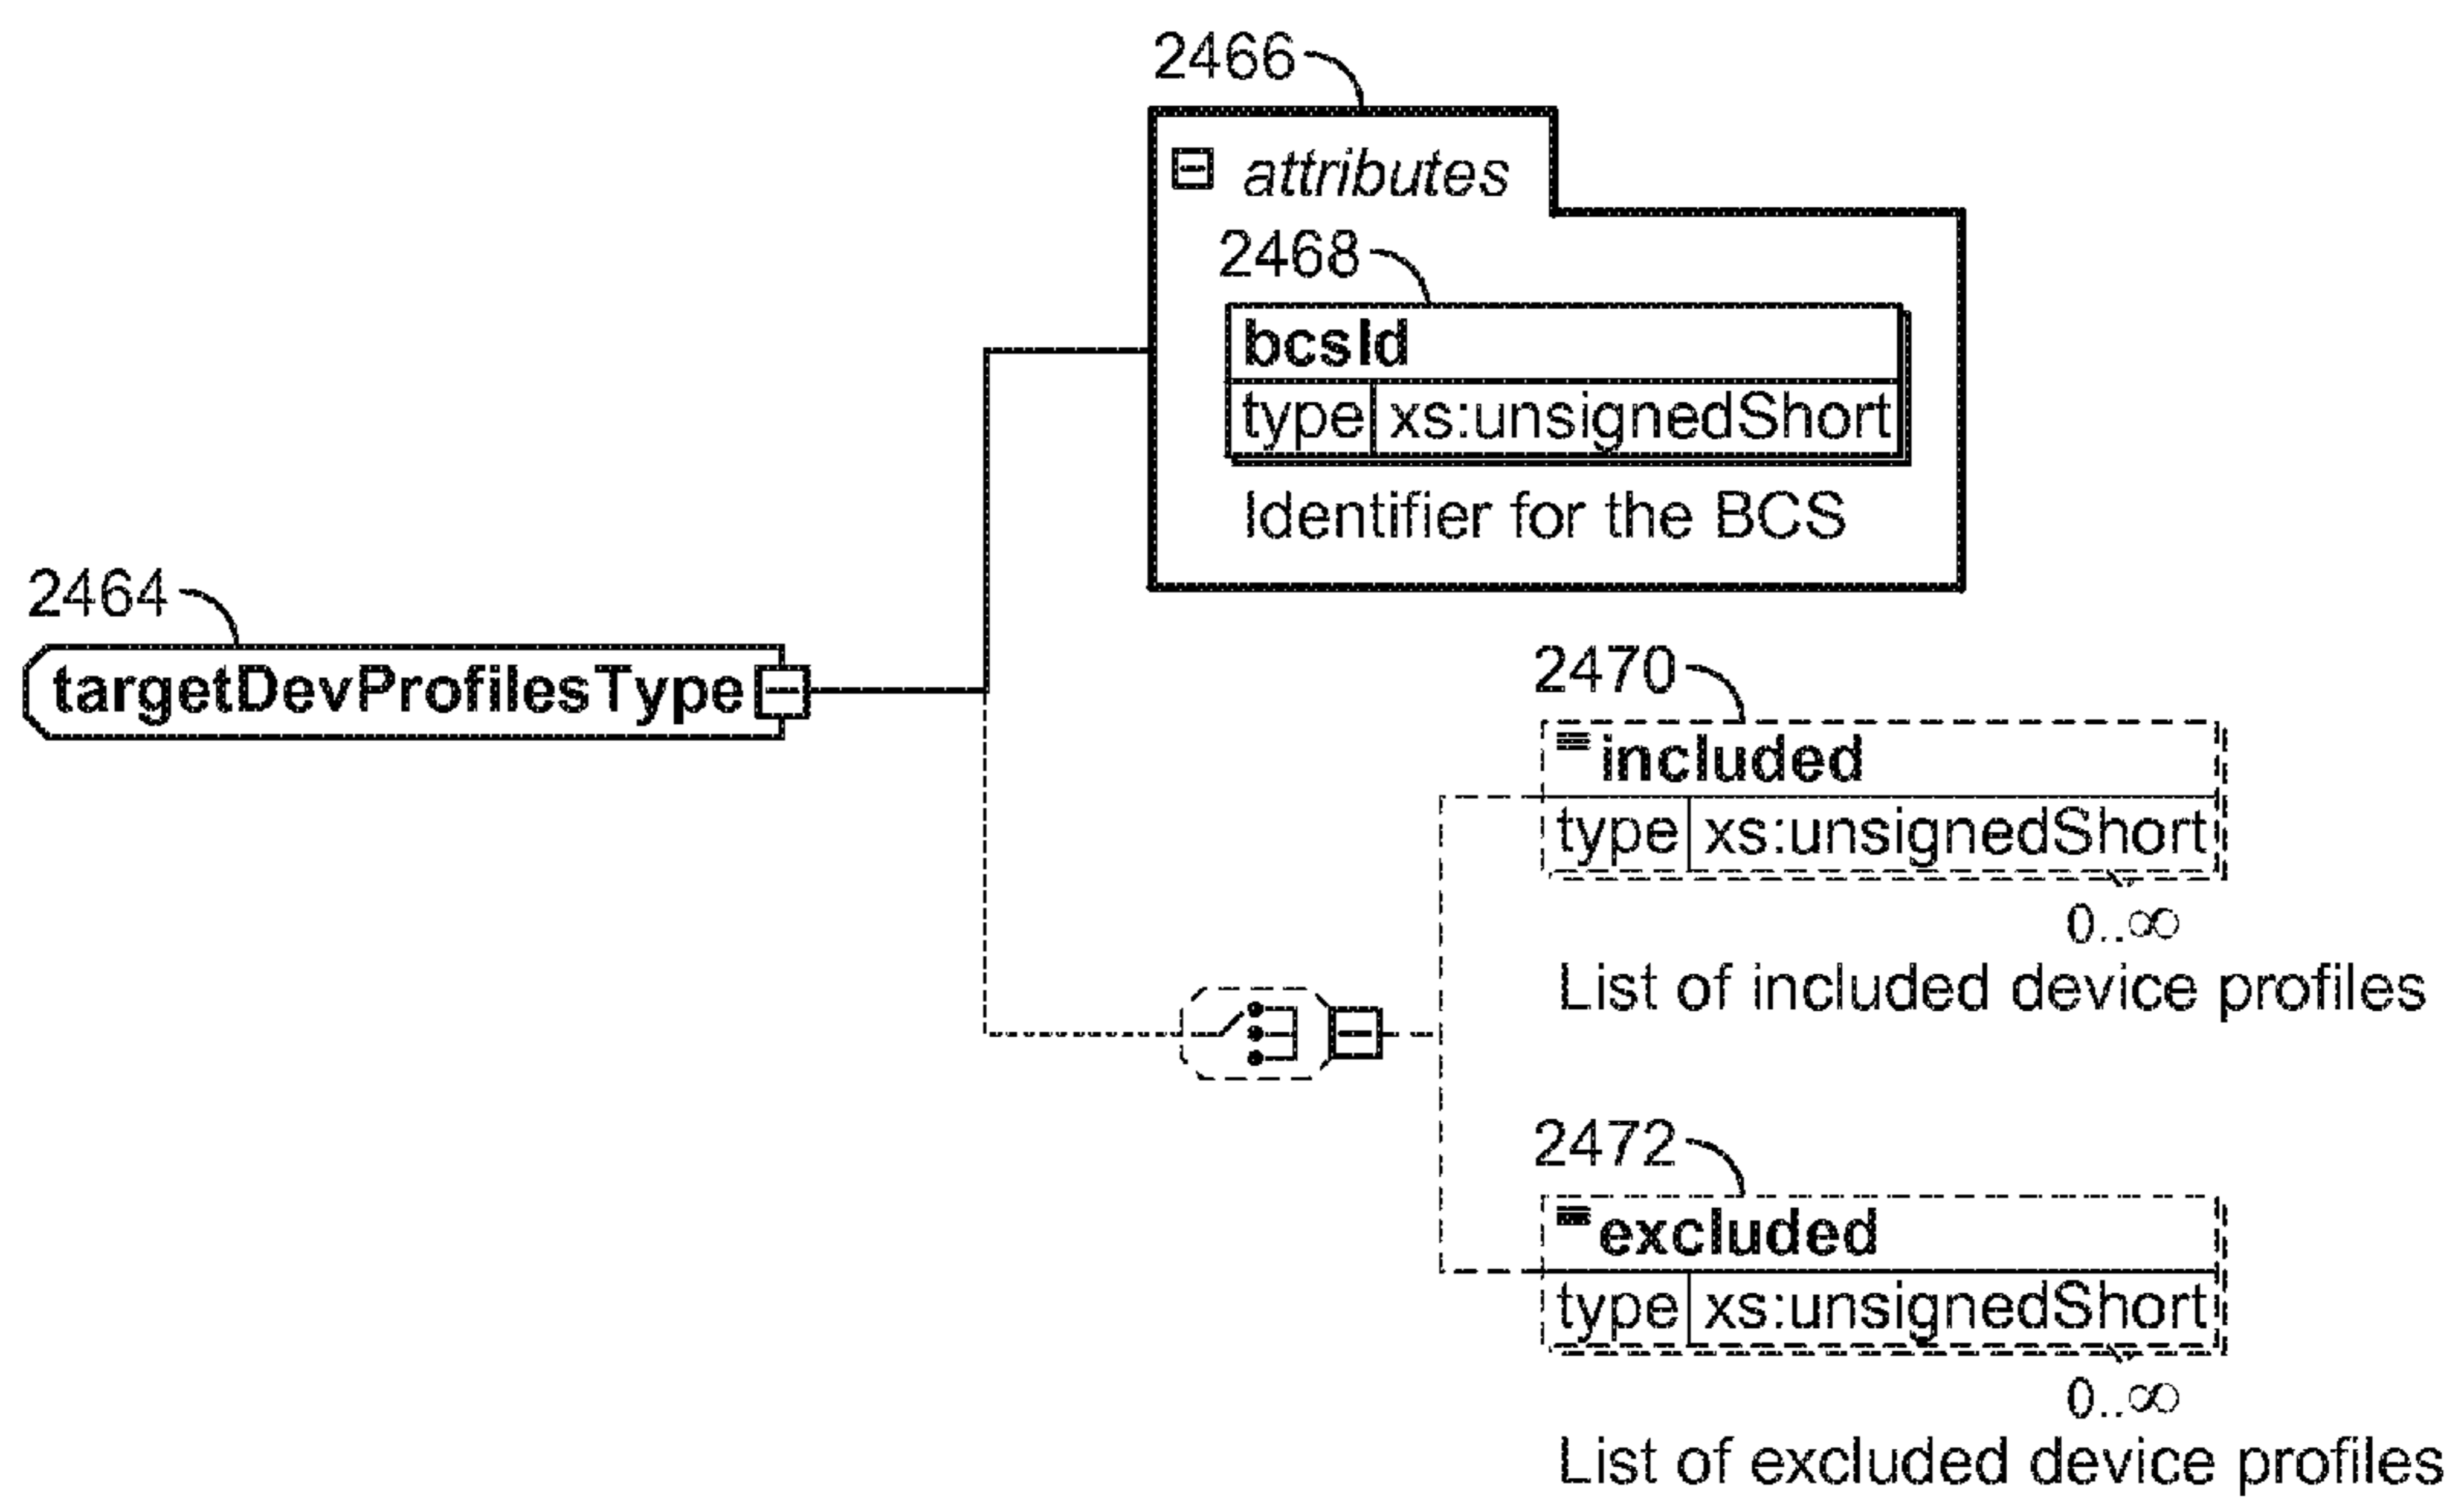 2466
attributes
2468
bcsId
type xs:unsignedShort
Identifier for the BCS
2464
targetDevProfilesType
2470
included
type xs:unsignedShort
0..∞
List of included device profiles
2472
excluded
type xs:unsignedShort
0..∞
List of excluded device profiles